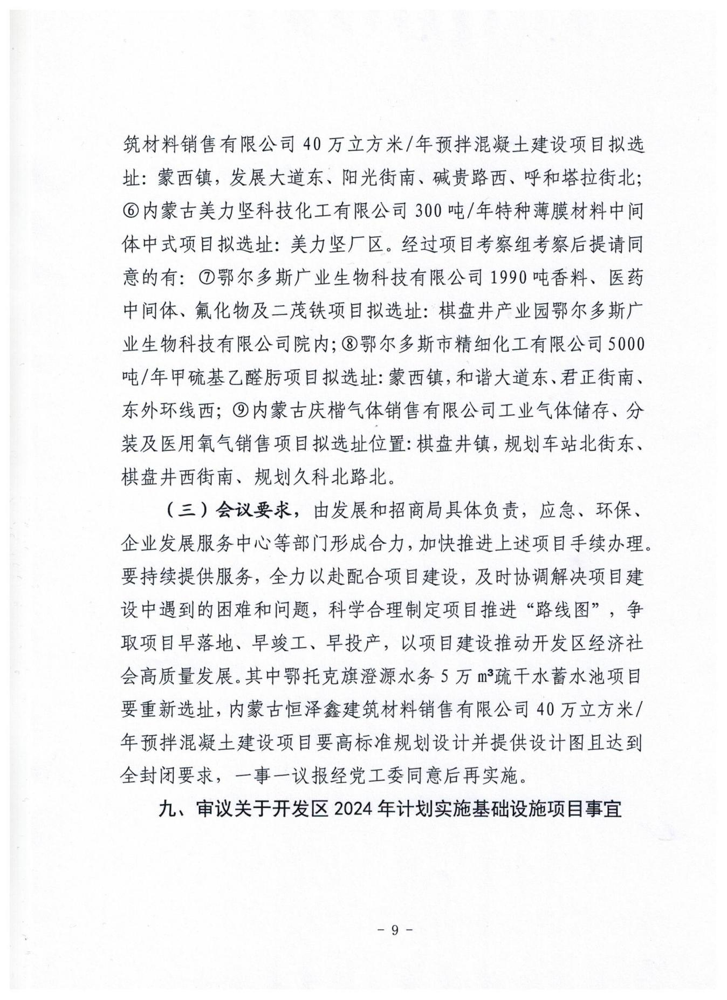 筑材料销售有限公司 40 万立方米/年预拌混凝土建设项目拟选
址：蒙西镇，发展大道东、阳光街南、碱贵路西、呼和塔拉街北；
⑥内蒙古美力坚科技化工有限公司 300 吨/年特种薄膜材料中间
体中式项目拟选址：美力坚厂区。经过项目考察组考察后提请同
意的有：⑦鄂尔多斯广业生物科技有限公司 1990 吨香料、医药
中间体、氟化物及二茂铁项目拟选址：棋盘井产业园鄂尔多斯广
业生物科技有限公司院内；⑧鄂尔多斯市精细化工有限公司 5000
吨/年甲硫基乙醛肟项目拟选址：蒙西镇，和谐大道东、君正街南、
东外环线西；⑨内蒙古庆楷气体销售有限公司工业气体储存、分
装及医用氧气销售项目拟选址位置：棋盘井镇，规划车站北街东、
棋盘井西街南、规划久科北路北。
（三）会议要求，由发展和招商局具体负责，应急、环保、
企业发展服务中心等部门形成合力，加快推进上述项目手续办理。
要持续提供服务，全力以赴配合项目建设，及时协调解决项目建
设中遇到的困难和问题，科学合理制定项目推进“路线图”，争
取项目早落地、早竣工、早投产，以项目建设推动开发区经济社
会高质量发展。其中鄂托克旗澄源水务 5 万 m³疏干水蓄水池项目
要重新选址，内蒙古恒泽鑫建筑材料销售有限公司 40 万立方米/
年预拌混凝土建设项目要高标准规划设计并提供设计图且达到
全封闭要求，一事一议报经党工委同意后再实施。
九、审议关于开发区 2024 年计划实施基础设施项目事宜
- 9 -